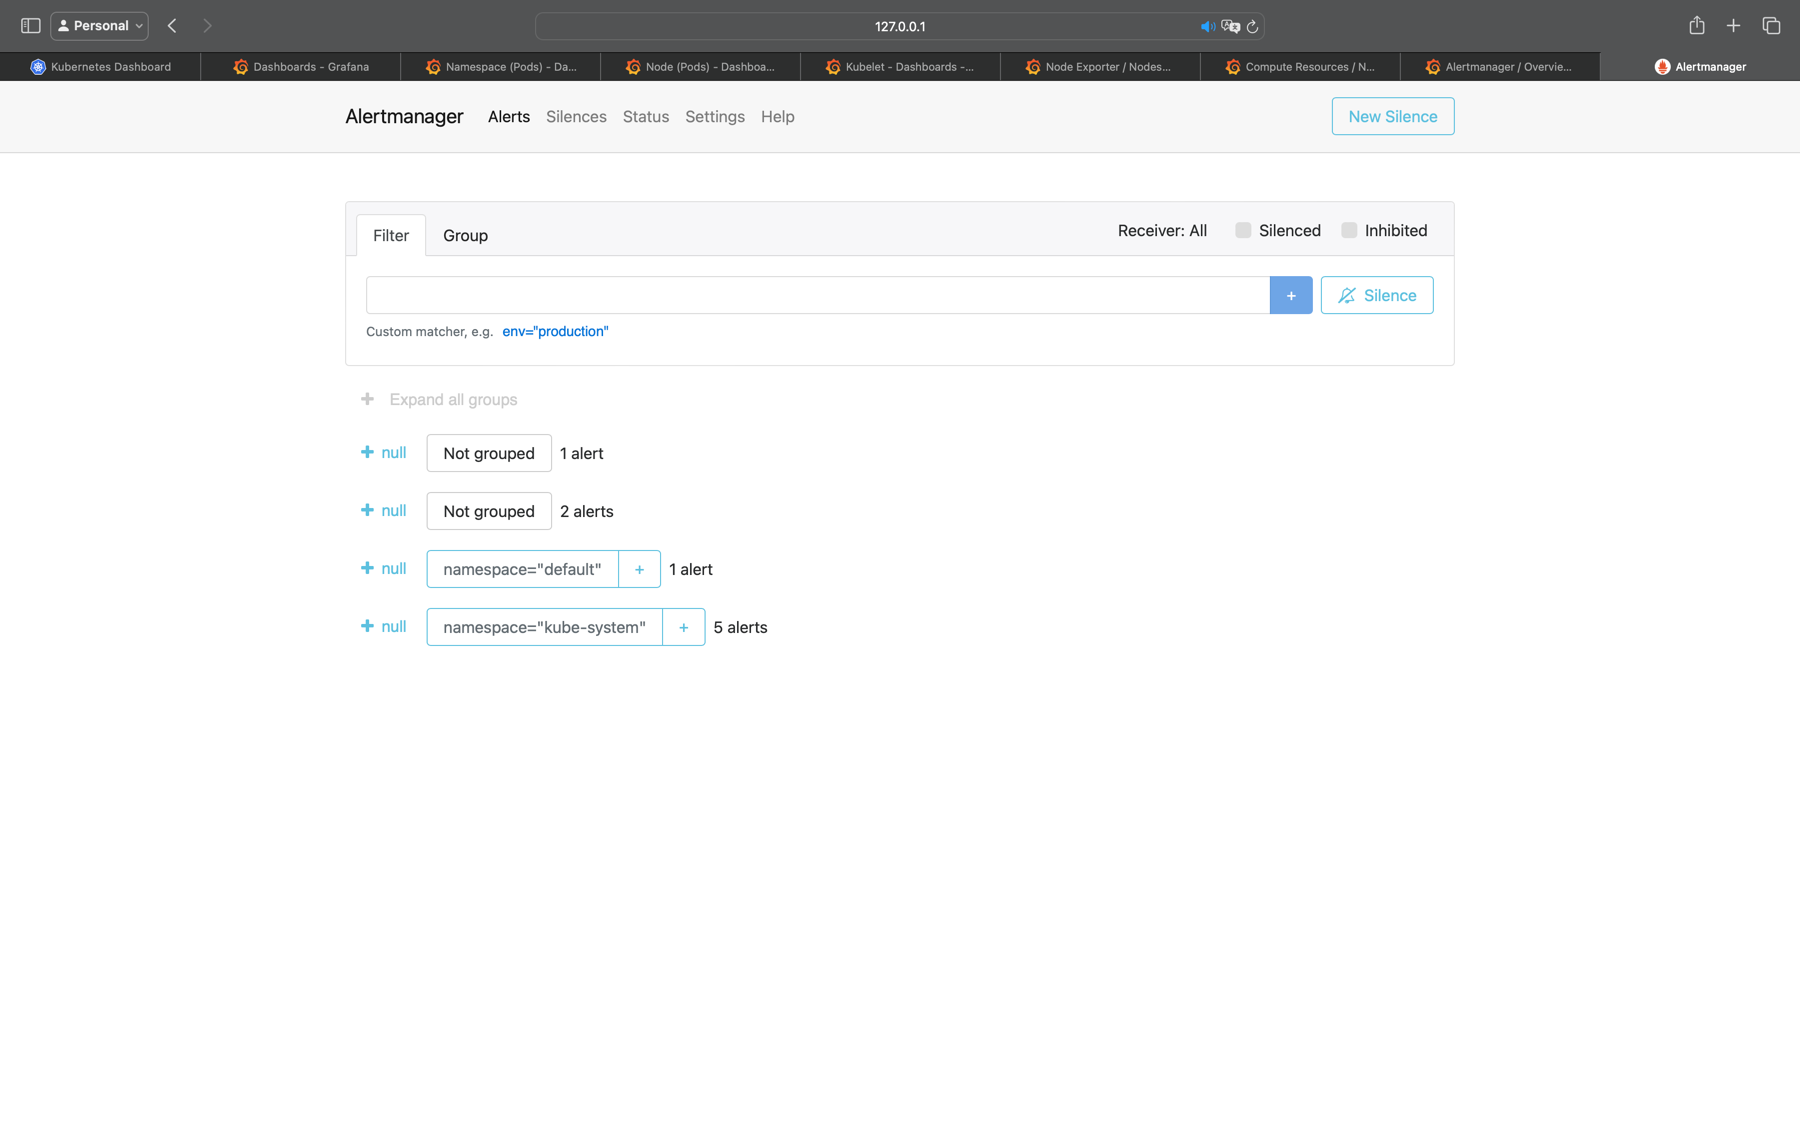 Personal
127.0.0.1
Kubernetes Dashboard
Dashboards - Grafana
Namespace (Pods) - Da...
Node (Pods) - Dashboa...
Kubelet - Dashboards -...
Node Exporter / Nodes...
Compute Resources / N...
Alertmanager / Overvie...
Alertmanager
Alertmanager Alerts Silences Status Settings Help New Silence
Filter Group Receiver: All Silenced Inhibited
+ Silence
Custom matcher, e.g. env="production"
+ Expand all groups
+ null Not grouped 1 alert
+ null Not grouped 2 alerts
+ null namespace="default" + 1 alert
+ null namespace="kube-system" + 5 alerts